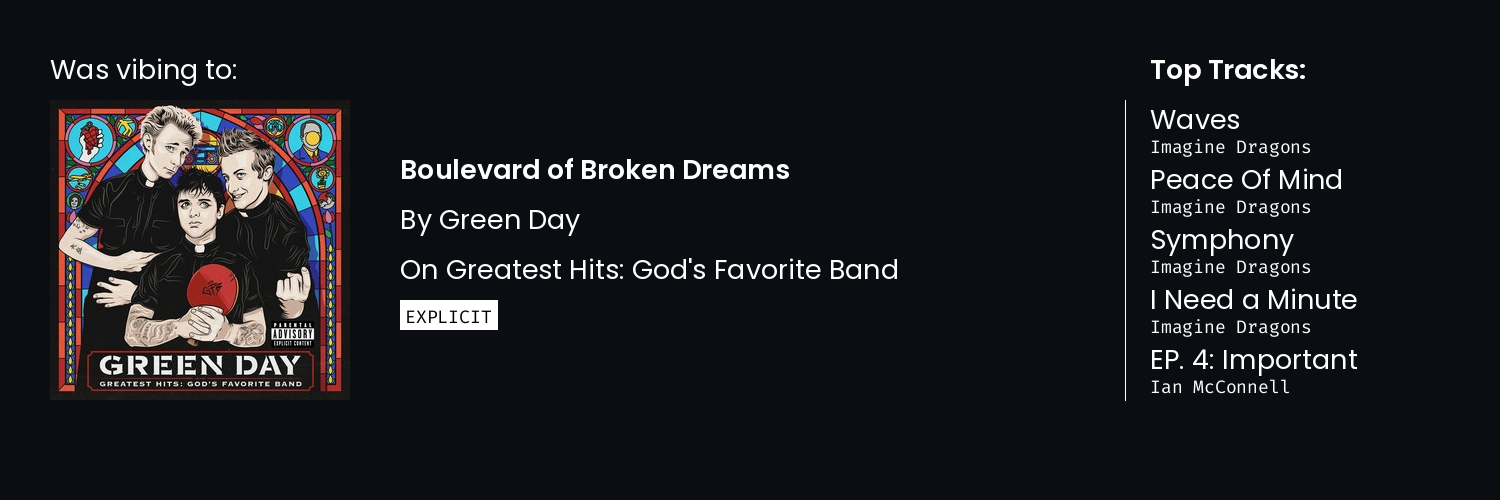 Was vibing to:
PARENTAL
ADVISORY
EXPLICIT CONTENT
GREEN DAY
GREATEST HITS: GOD'S FAVORITE BAND
Boulevard of Broken Dreams
By Green Day
On Greatest Hits: God's Favorite Band
EXPLICIT
Top Tracks:
Waves
Imagine Dragons
Peace Of Mind
Imagine Dragons
Symphony
Imagine Dragons
I Need a Minute
Imagine Dragons
EP. 4: Important
Ian McConnell